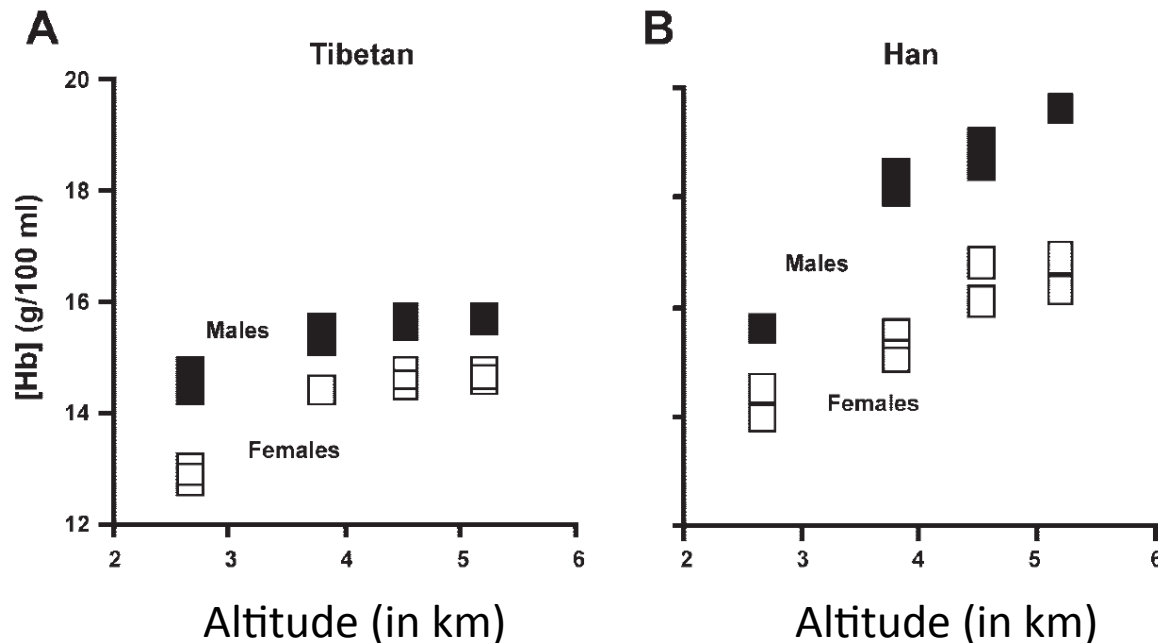 A
Tibetan
[Hb] (g/100 ml)
20
18
16
14
12
Males
Females
2 3 4 5 6
Altitude (in km)
B
Han
Males
Females
2 3 4 5 6
Altitude (in km)